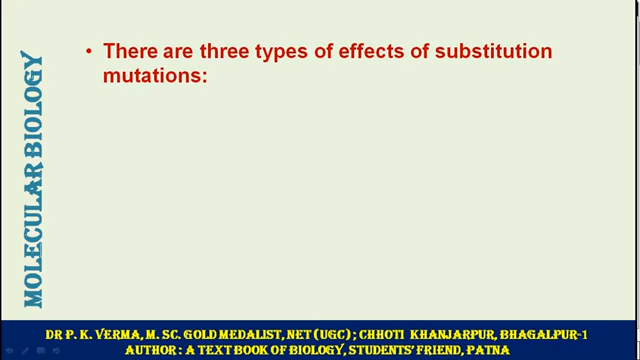 MOLECULAR BIOLOGY
• There are three types of effects of substitution
mutations:
DR P. K. VERMA, M. SC. GOLD MEDALIST, NET (UGC) ; CHHOTI KHANJARPUR, BHAGALPUR-1
AUTHOR : A TEXT BOOK OF BIOLOGY, STUDENTS' FRIEND, PATNA